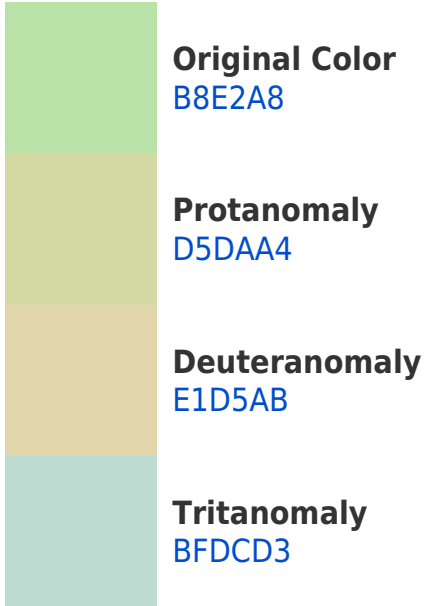 Original Color
B8E2A8
Protanomaly
D5DAA4
Deuteranomaly
E1D5AB
Tritanomaly
BFDCD3